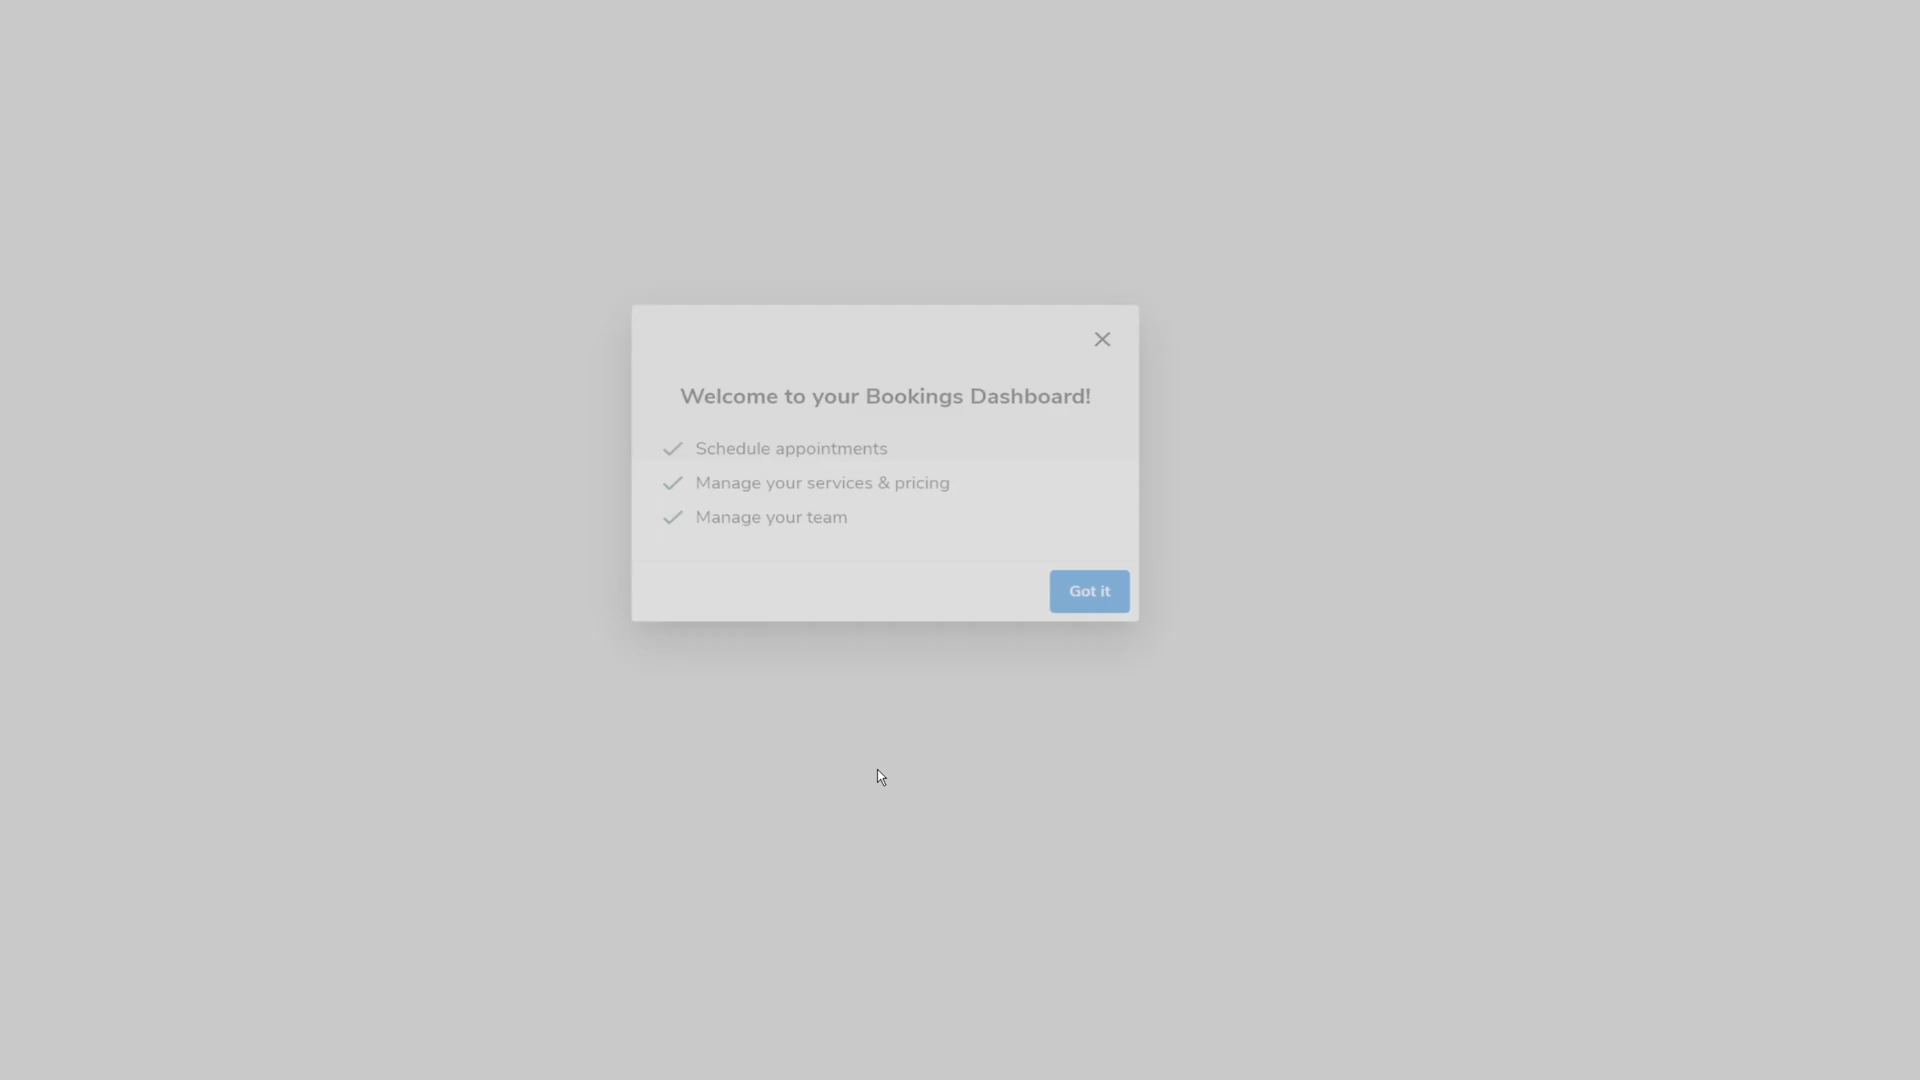 Welcome to your Bookings Dashboard!
Schedule appointments
Manage your services & pricing
Manage your team
Got it